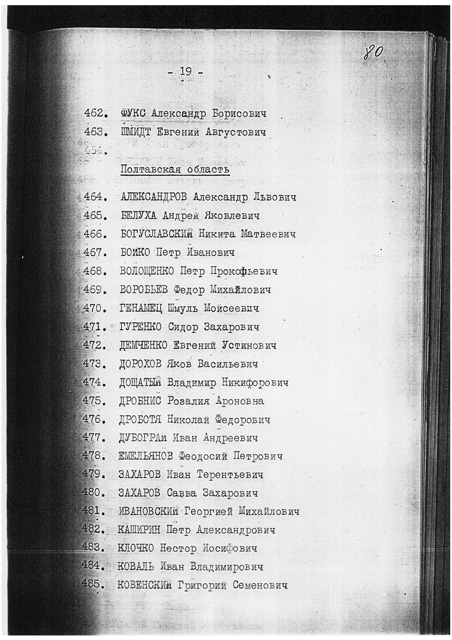 80
- 19 -
462. ФУКС Александр Борисович
463. ШМИДТ Евгений Августович
Полтавская область
464. АЛЕКСАНДРОВ Александр Львович
465. БЕЛУХА Андрей Яковлевич
466. БОГУСЛАВСКИЙ Никита Матвеевич
467. БОЙКО Петр Иванович
468. ВОЛОЩЕНКО Петр Прокофьевич
469. ВОРОБЬЕВ Федор Михайлович
470. ГЕНАМЕЦ Шмуль Моисеевич
471. ГУРЕНКО Сидор Захарович
472. ДЕМЧЕНКО Евгений Устинович
473. ДОРОХОВ Яков Васильевич
474. ДОЩАТЫЙ Владимир Никифорович
475. ДРОБНИС Розалия Ароновна
476. ДРОБОТЯ Николай Федорович
477. ДУБОГРАЙ Иван Андреевич
478. ЕМЕЛЬЯНОВ Феодосий Петрович
479. ЗАХАРОВ Иван Терентьевич
480. ЗАХАРОВ Савва Захарович
481. ИВАНОВСКИЙ Георгией Михайлович
482. КАШИРИН Петр Александрович
483. КЛОЧКО Нестор Иосифович
484. КОВАЛЬ Иван Владимирович
485. КОВЕНСКИЙ Григорий Семенович